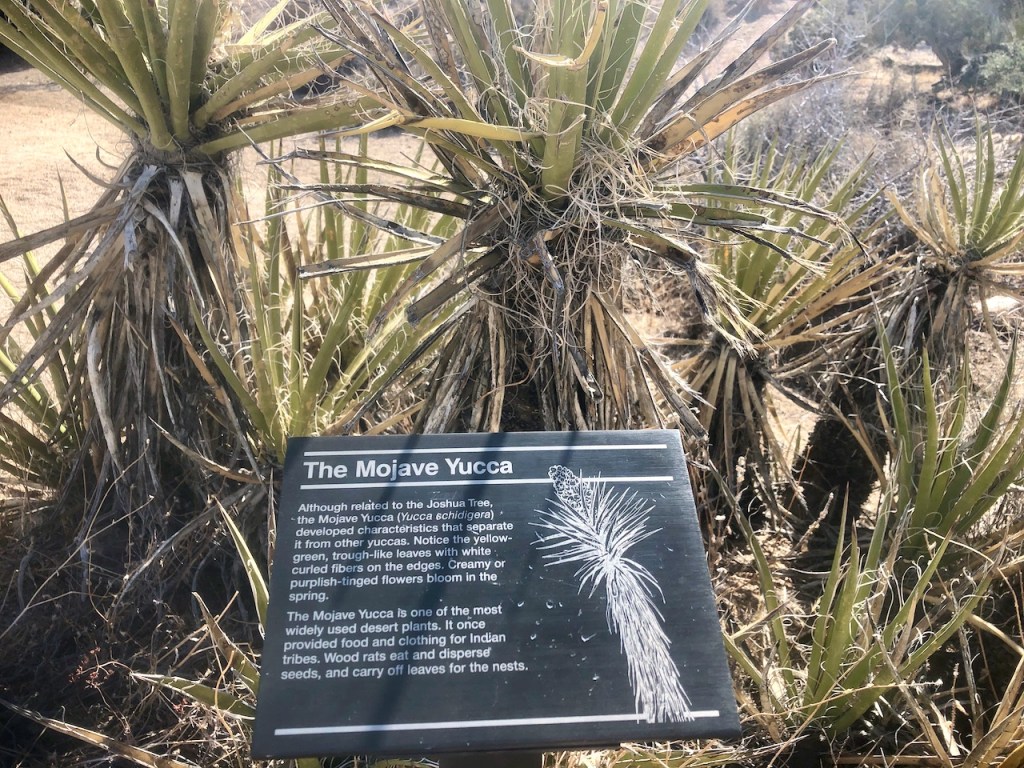 The Mojave Yucca
Although related to the Joshua Tree,
the Mojave Yucca (Yucca schidigera)
developed characteristics that separate
it from other yuccas. Notice the yellow-
green, trough-like leaves with white
curled fibers on the edges. Creamy or
purplish-tinged flowers bloom in the
spring.
The Mojave Yucca is one of the most
widely used desert plants. It once
provided food and clothing for Indian
tribes. Wood rats eat and disperse
seeds, and carry off leaves for the nests.